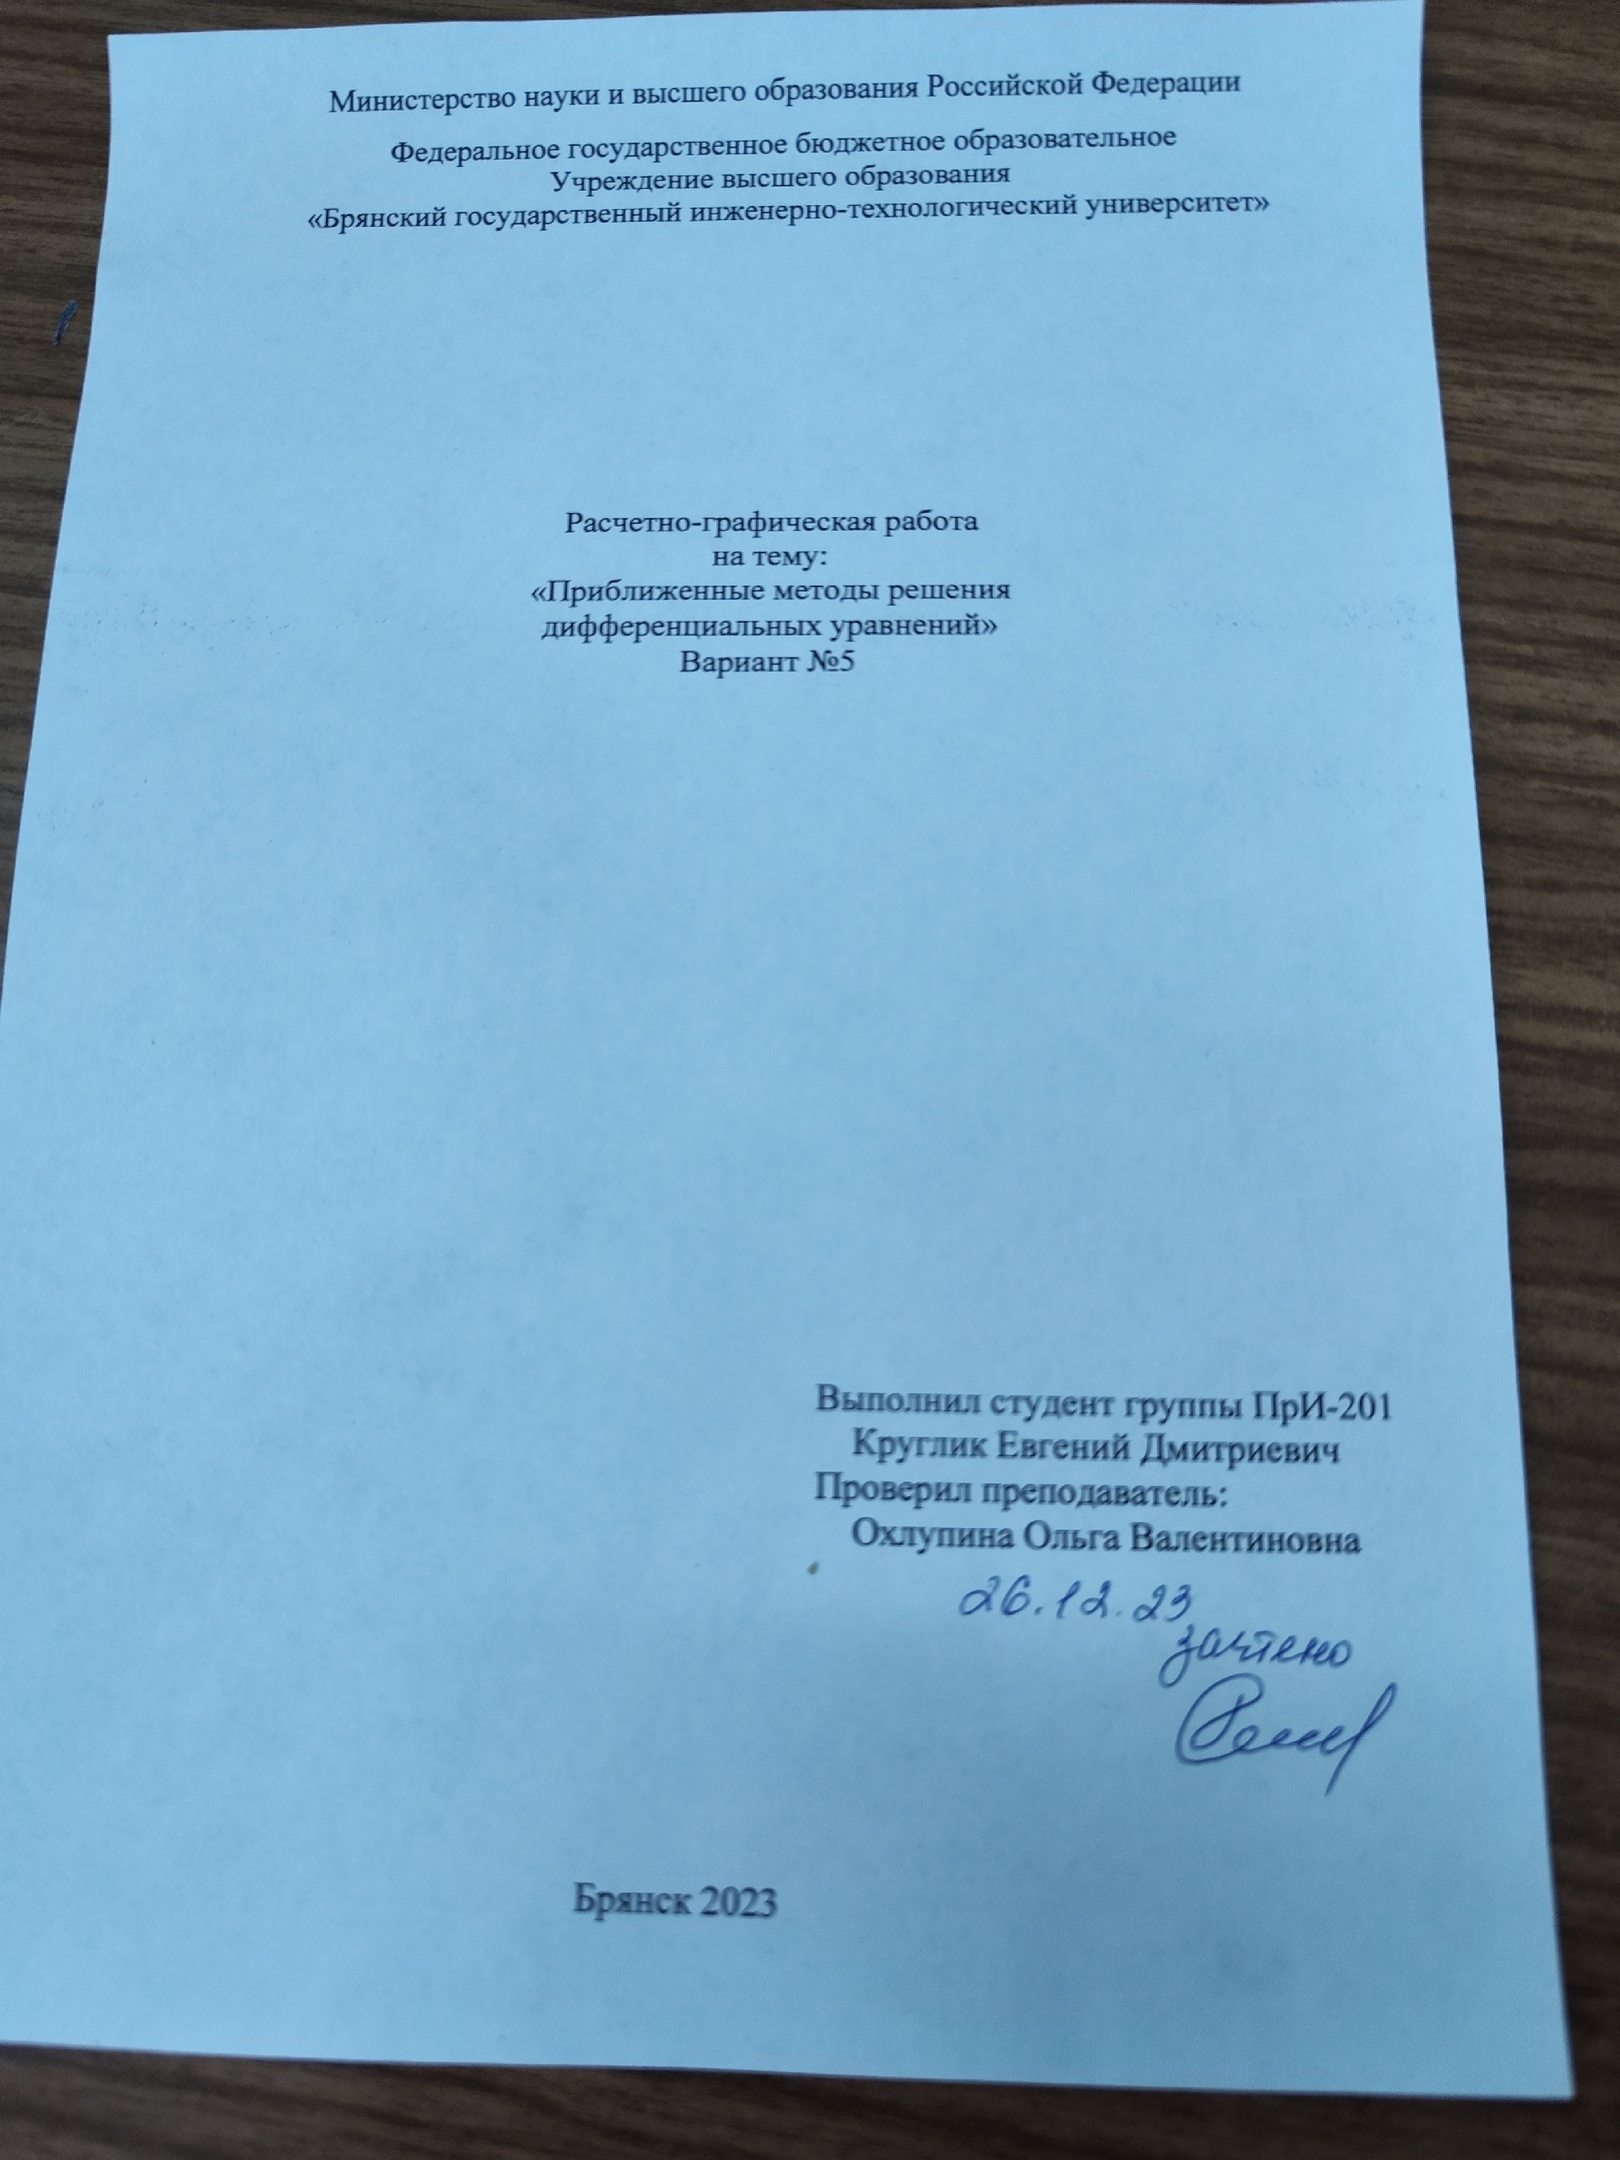 Министерство науки и высшего образования Российской Федерации
Федеральное государственное бюджетное образовательное
Учреждение высшего образования
«Брянский государственный инженерно-технологический университет»
Расчетно-графическая работа
на тему:
«Приближенные методы решения
дифференциальных уравнений»
Вариант №5
Выполнил студент группы ПрИ-201
Круглик Евгений Дмитриевич
Проверил преподаватель:
Охлупина Ольга Валентиновна
26.12.23
зачтено
Брянск 2023